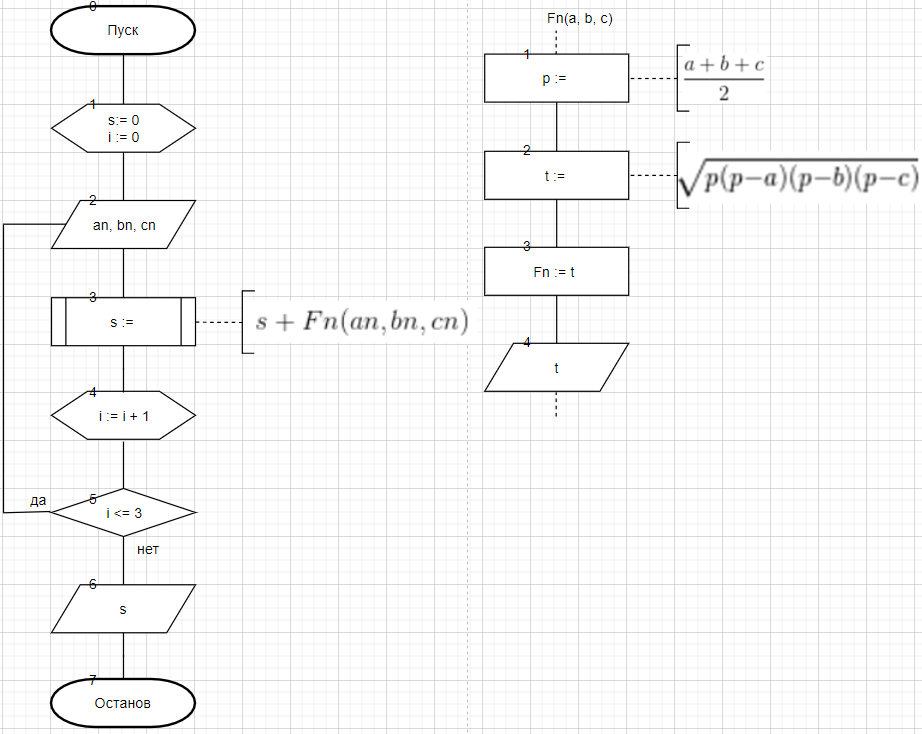 0
Пуск
1
s:= 0
i := 0
2
an, bn, cn
3
s :=
s + Fn(an, bn, cn)
4
i := i + 1
5
да
i <= 3
нет
6
s
7
Останов
Fn(a, b, c)
1
p :=
a + b + c
2
2
t :=
√p(p−a)(p−b)(p−c)
3
Fn := t
4
t